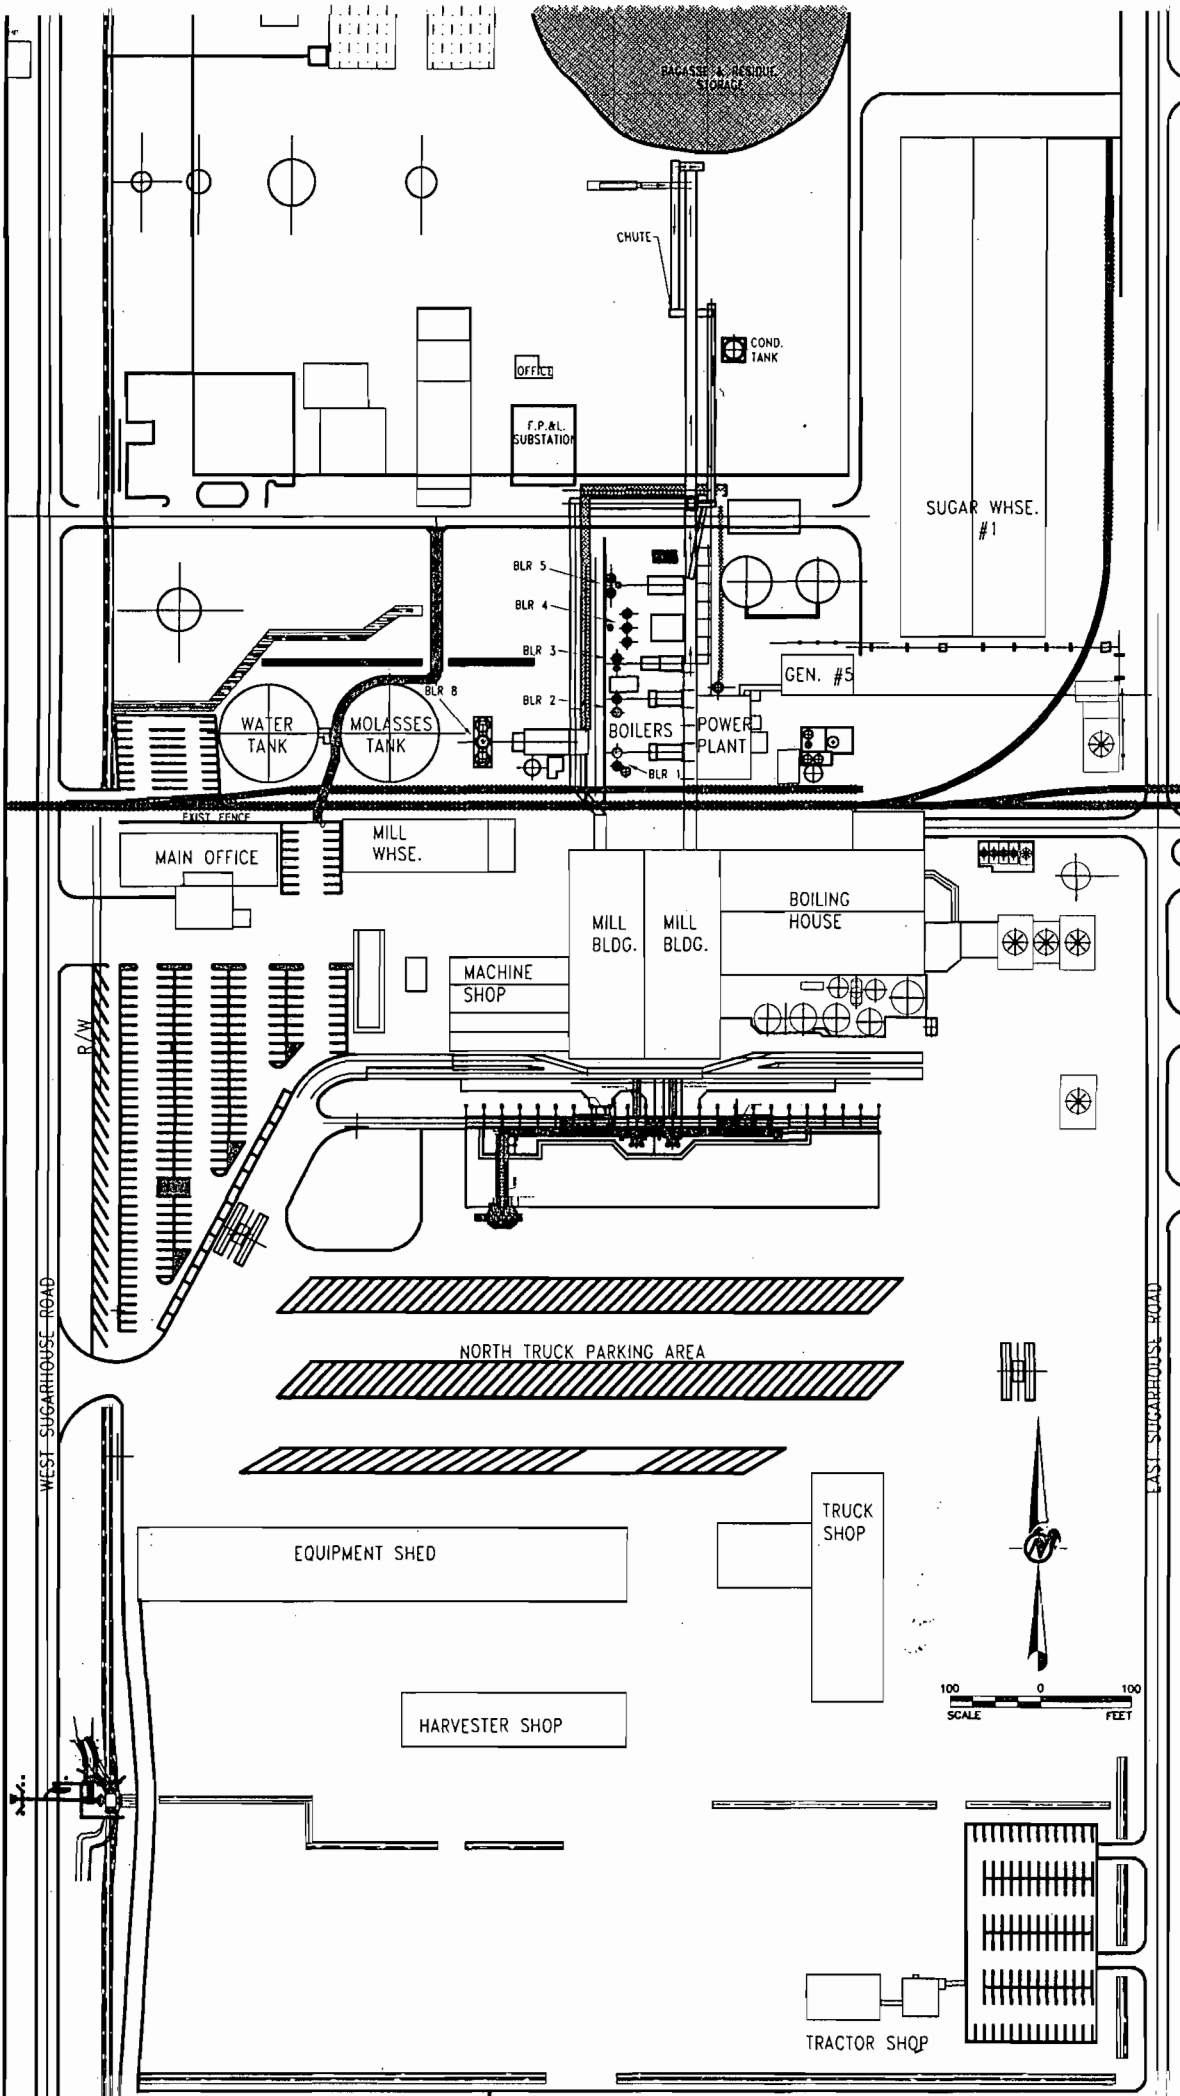 BAGASSE & RESIDUE
STORAGE
CHUTE
COND.
TANK
OFFICE
F.P.&L.
SUBSTATION
SUGAR WHSE.
#1
BLR 5
BLR 4
BLR 3
BLR 2
BLR 8
GEN. #5
WATER
TANK
MOLASSES
TANK
BOILERS
POWER
PLANT
BLR 1
EXIST FENCE
MAIN OFFICE
MILL
WHSE.
MILL
BLDG.
MILL
BLDG.
BOILING
HOUSE
MACHINE
SHOP
R/W
WEST SUGARHOUSE ROAD
NORTH TRUCK PARKING AREA
EAST SUGARHOUSE ROAD
TRUCK
SHOP
EQUIPMENT SHED
N
100 0 100
SCALE FEET
HARVESTER SHOP
TRACTOR SHOP